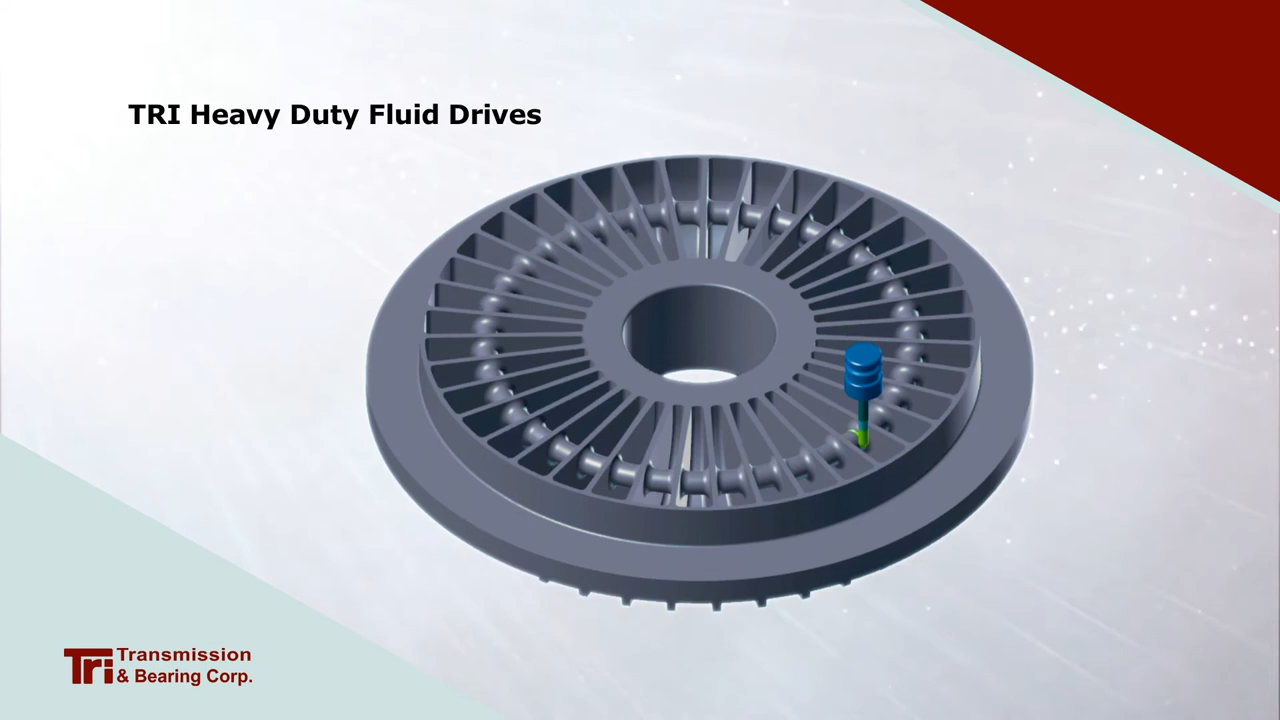 TRI Heavy Duty Fluid Drives
Tri Transmission
& Bearing Corp.